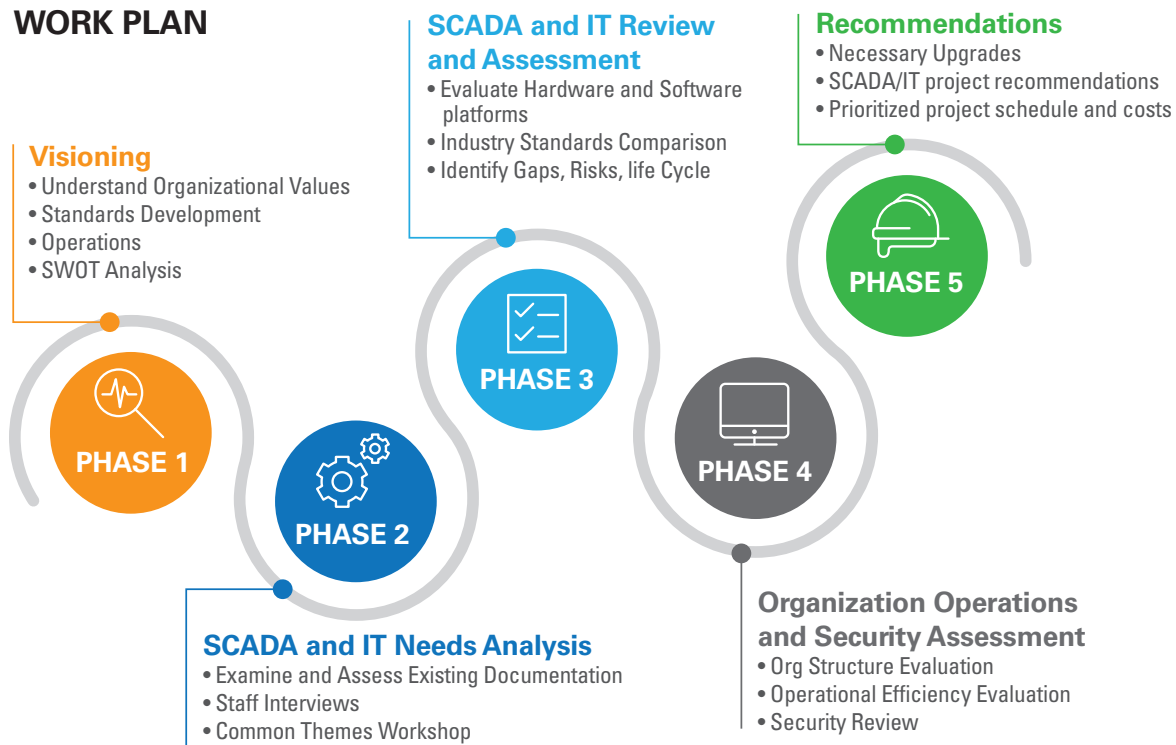 WORK PLAN
Visioning
• Understand Organizational Values
• Standards Development
• Operations
• SWOT Analysis
PHASE 1
PHASE 2
SCADA and IT Needs Analysis
• Examine and Assess Existing Documentation
• Staff Interviews
• Common Themes Workshop
SCADA and IT Review
and Assessment
• Evaluate Hardware and Software
platforms
• Industry Standards Comparison
• Identify Gaps, Risks, life Cycle
PHASE 3
PHASE 4
Organization Operations
and Security Assessment
• Org Structure Evaluation
• Operational Efficiency Evaluation
• Security Review
Recommendations
• Necessary Upgrades
• SCADA/IT project recommendations
• Prioritized project schedule and costs
PHASE 5